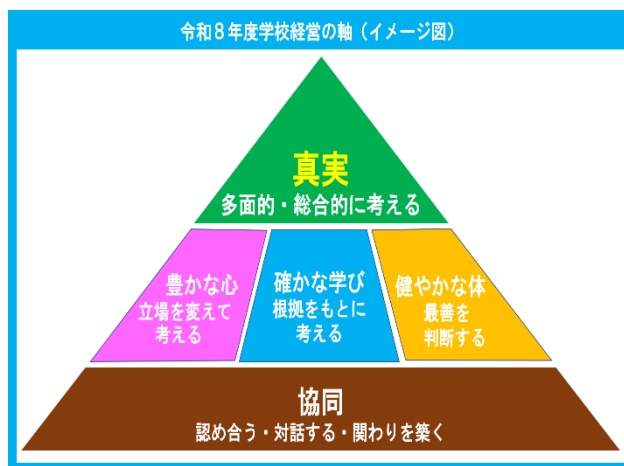 令和８年度学校経営の軸（イメージ図）
真実
多面的・総合的に考える
豊かな心
立場を変えて
考える
確かな学び
根拠をもとに
考える
健やかな体
最善を
判断する
協同
認め合う・対話する・関わりを築く